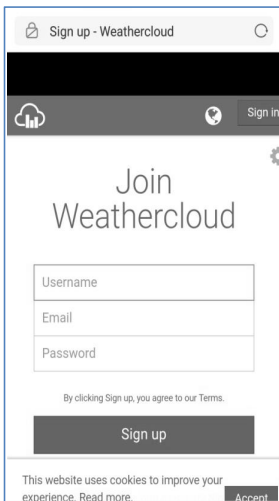 Sign up - Weathercloud
Sign in
Join
Weathercloud
Username
Email
Password
By clicking Sign up, you agree to our Terms.
Sign up
This website uses cookies to improve your
experience. Read more.
Accept